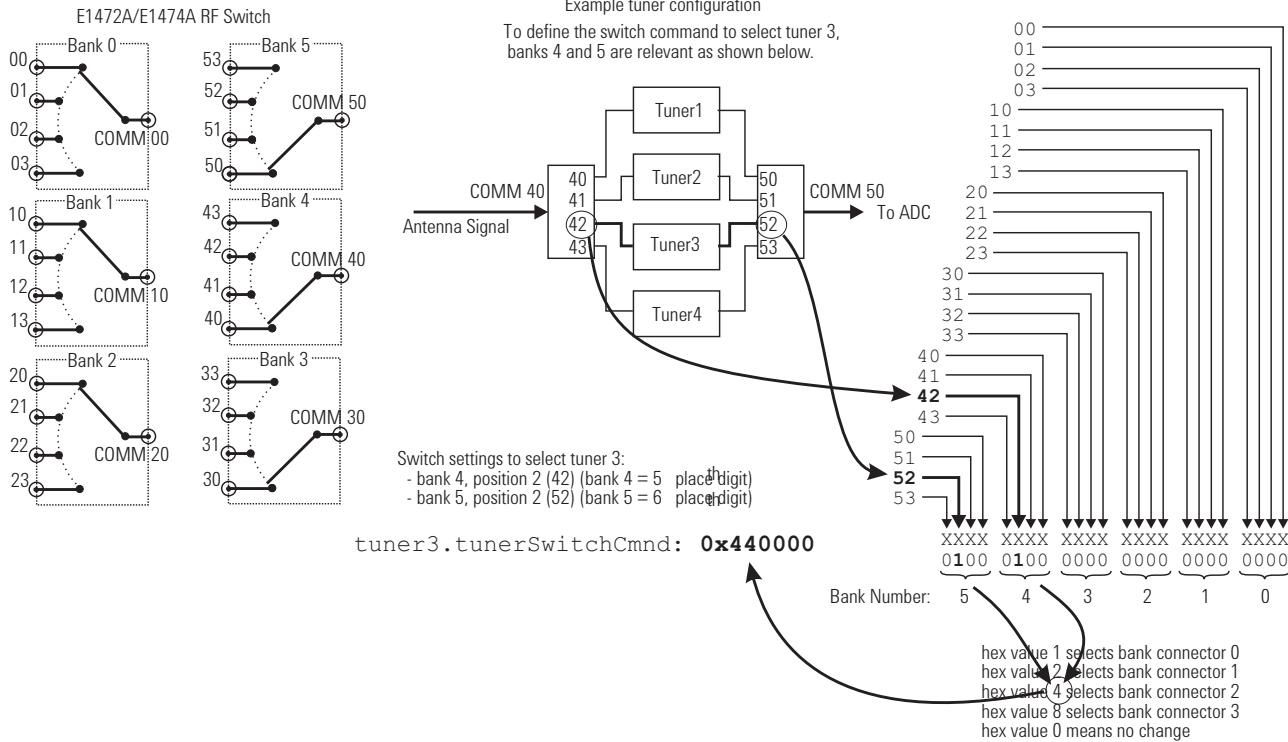 E1472A/E1474A RF Switch
Bank 0
00
01
02
03
COMM 00
Bank 5
53
52
51
50
COMM 50
Bank 1
10
11
12
13
COMM 10
Bank 4
43
42
41
40
COMM 40
Bank 2
20
21
22
23
COMM 20
Bank 3
33
32
31
30
COMM 30
Example tuner configuration
To define the switch command to select tuner 3,
banks 4 and 5 are relevant as shown below.
COMM 40
Antenna Signal
40
41
42
43
Tuner1
Tuner2
Tuner3
Tuner4
50
51
52
53
COMM 50
To ADC
Switch settings to select tuner 3:
- bank 4, position 2 (42) (bank 4 = 5th place digit)
- bank 5, position 2 (52) (bank 5 = 6th place digit)
tuner3.tunerSwitchCmnd: 0x440000
00
01
02
03
10
11
12
13
20
21
22
23
30
31
32
33
40
41
42
43
50
51
52
53
XXXX XXXX XXXX XXXX XXXX XXXX
0100 0100 0000 0000 0000 0000
Bank Number: 5 4 3 2 1 0
hex value 1 selects bank connector 0
hex value 2 selects bank connector 1
hex value 4 selects bank connector 2
hex value 8 selects bank connector 3
hex value 0 means no change